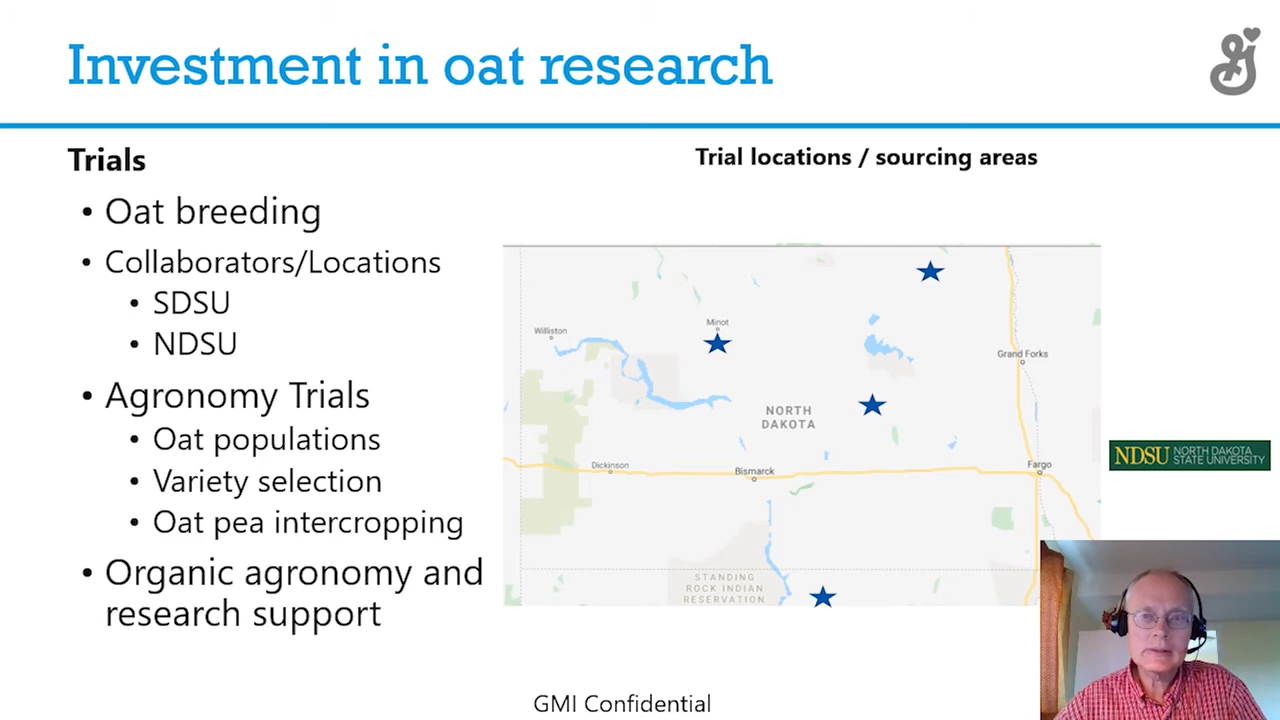 Investment in oat research
Trials
• Oat breeding
• Collaborators/Locations
• SDSU
• NDSU
• Agronomy Trials
• Oat populations
• Variety selection
• Oat pea intercropping
• Organic agronomy and
research support
Trial locations / sourcing areas
Williston
Minot
Grand Forks
NORTH
DAKOTA
Dickinson
Bismarck
Fargo
STANDING
ROCK INDIAN
RESERVATION
NDSU NORTH DAKOTA
STATE UNIVERSITY
GMI Confidential